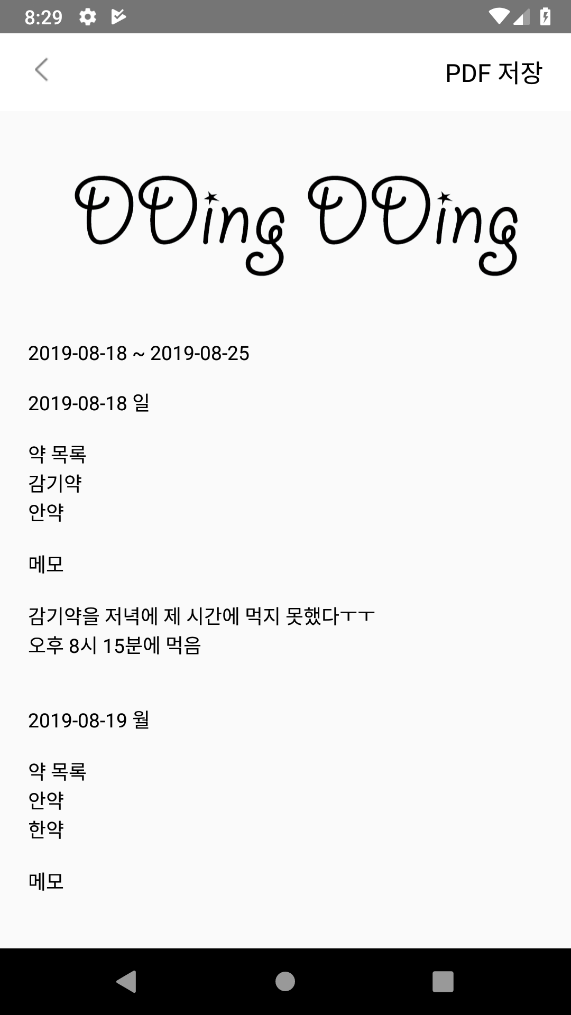 8:29
PDF 저장
DDing DDing
2019-08-18 ~ 2019-08-25
2019-08-18 일
약 목록
감기약
안약
메모
감기약을 저녁에 제 시간에 먹지 못했다ㅜㅜ
오후 8시 15분에 먹음
2019-08-19 월
약 목록
안약
한약
메모